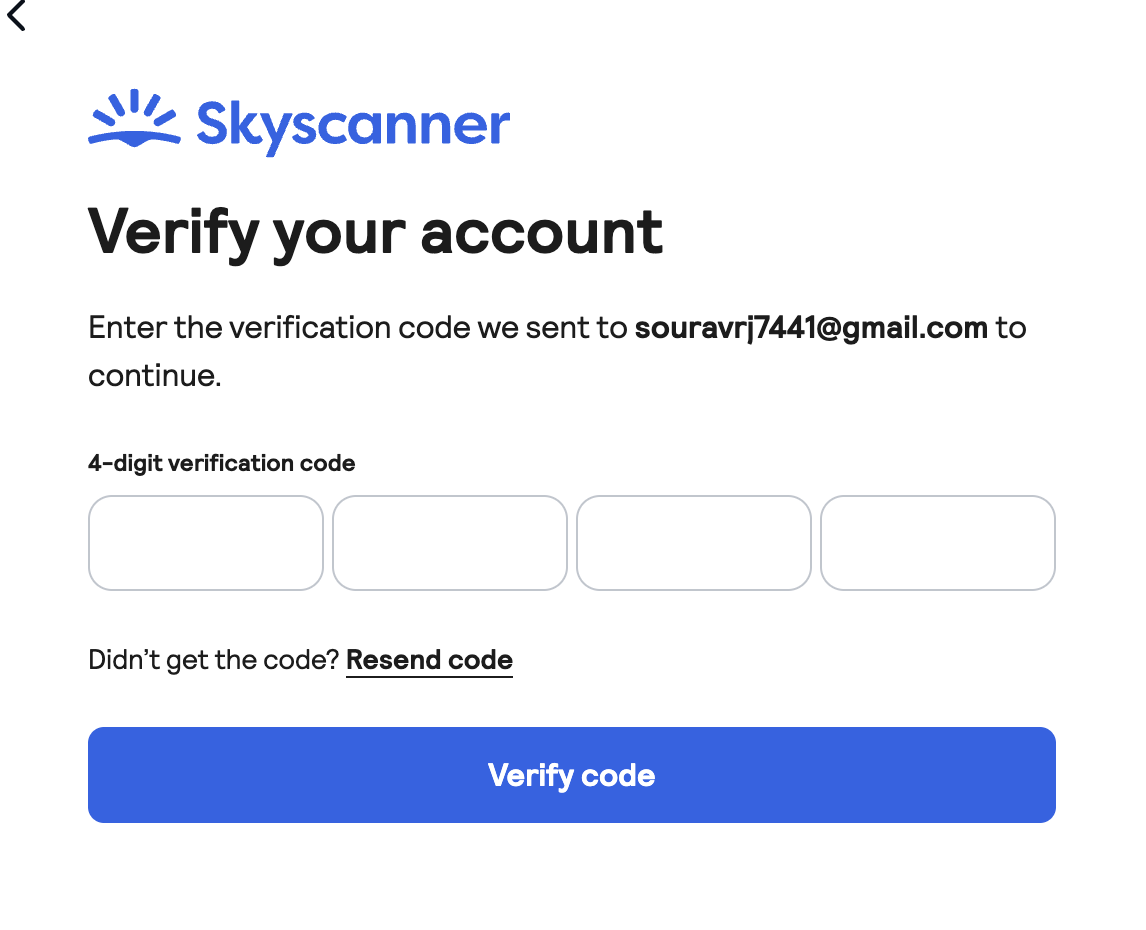 Skyscanner
Verify your account
Enter the verification code we sent to souravrj7441@gmail.com to
continue.
4-digit verification code
Didn’t get the code? Resend code
Verify code